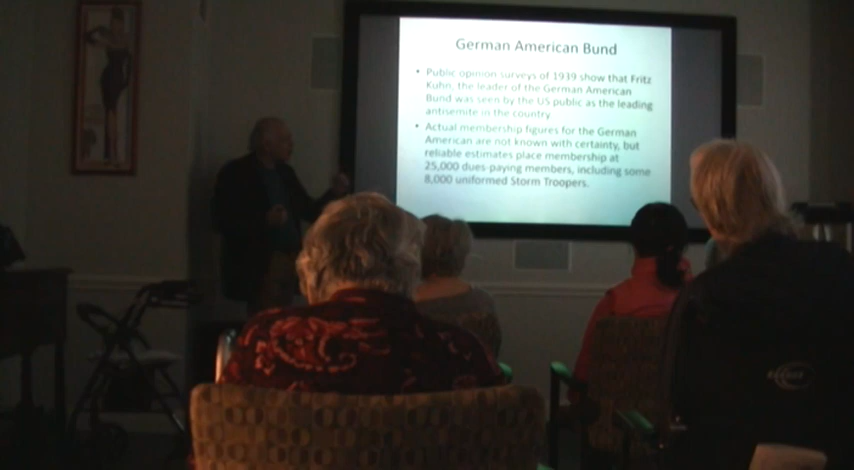 German American Bund
• Public opinion surveys of 1939 show that Fritz
Kuhn, the leader of the German American
Bund was seen by the US public as the leading
antisemite in the country
• Actual membership figures for the German
American are not known with certainty, but
reliable estimates place membership at
25,000 dues-paying members, including some
8,000 uniformed Storm Troopers.